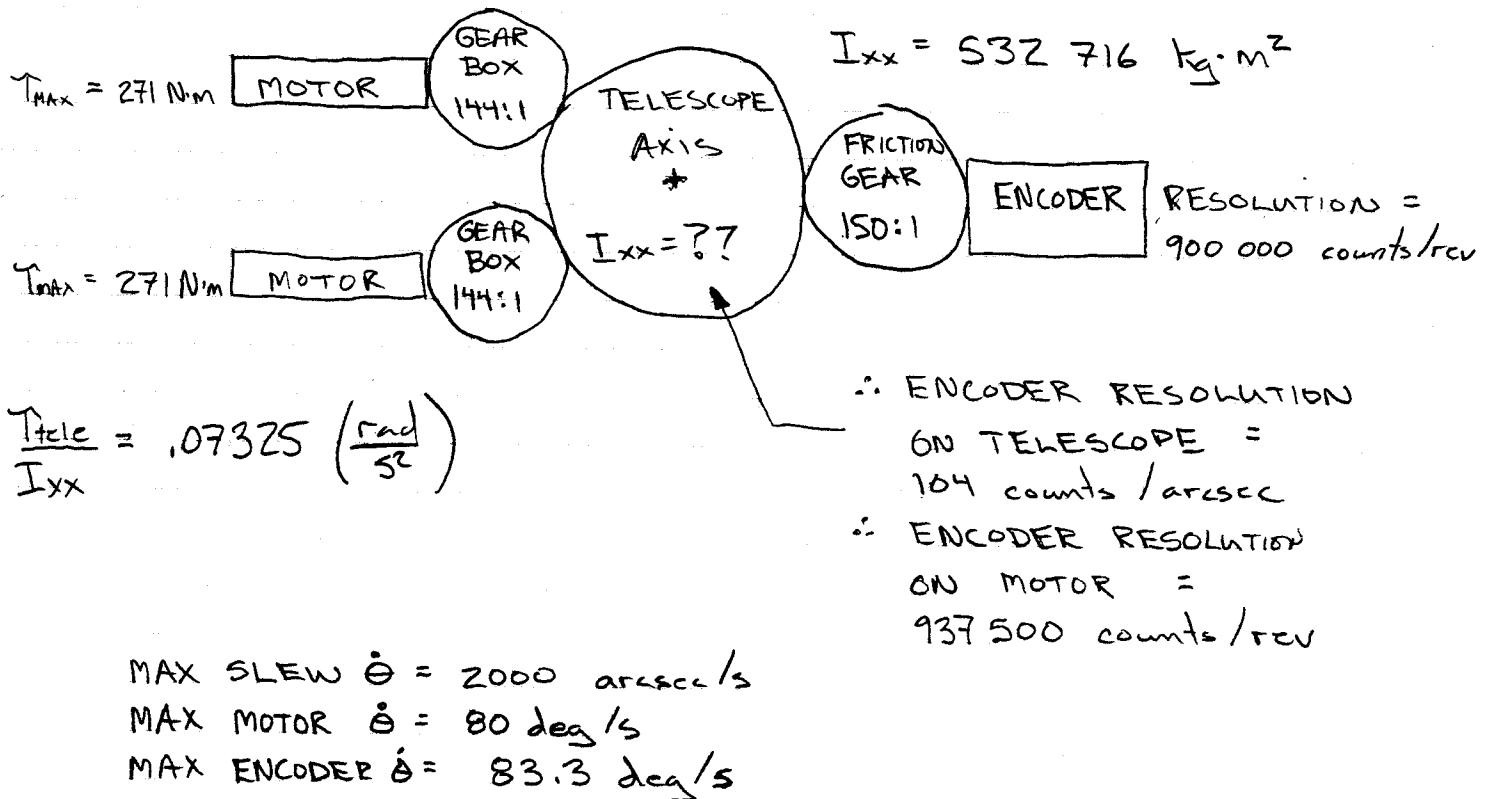 T_MAX = 271 N·m
MOTOR
GEAR
BOX
144:1
T_MAX = 271 N·m
MOTOR
GEAR
BOX
144:1
TELESCOPE
AXIS
*
Ixx = ??
Ixx = 532 716 kg·m²
FRICTION
GEAR
150:1
ENCODER
RESOLUTION =
900 000 counts/rev
T_tele / Ixx = .07325 (rad/s²)
∴ ENCODER RESOLUTION
ON TELESCOPE =
104 counts / arcsec
∴ ENCODER RESOLUTION
ON MOTOR =
937 500 counts / rev
MAX SLEW θ̇ = 2000 arcsec/s
MAX MOTOR θ̇ = 80 deg/s
MAX ENCODER θ̇ = 83.3 deg/s